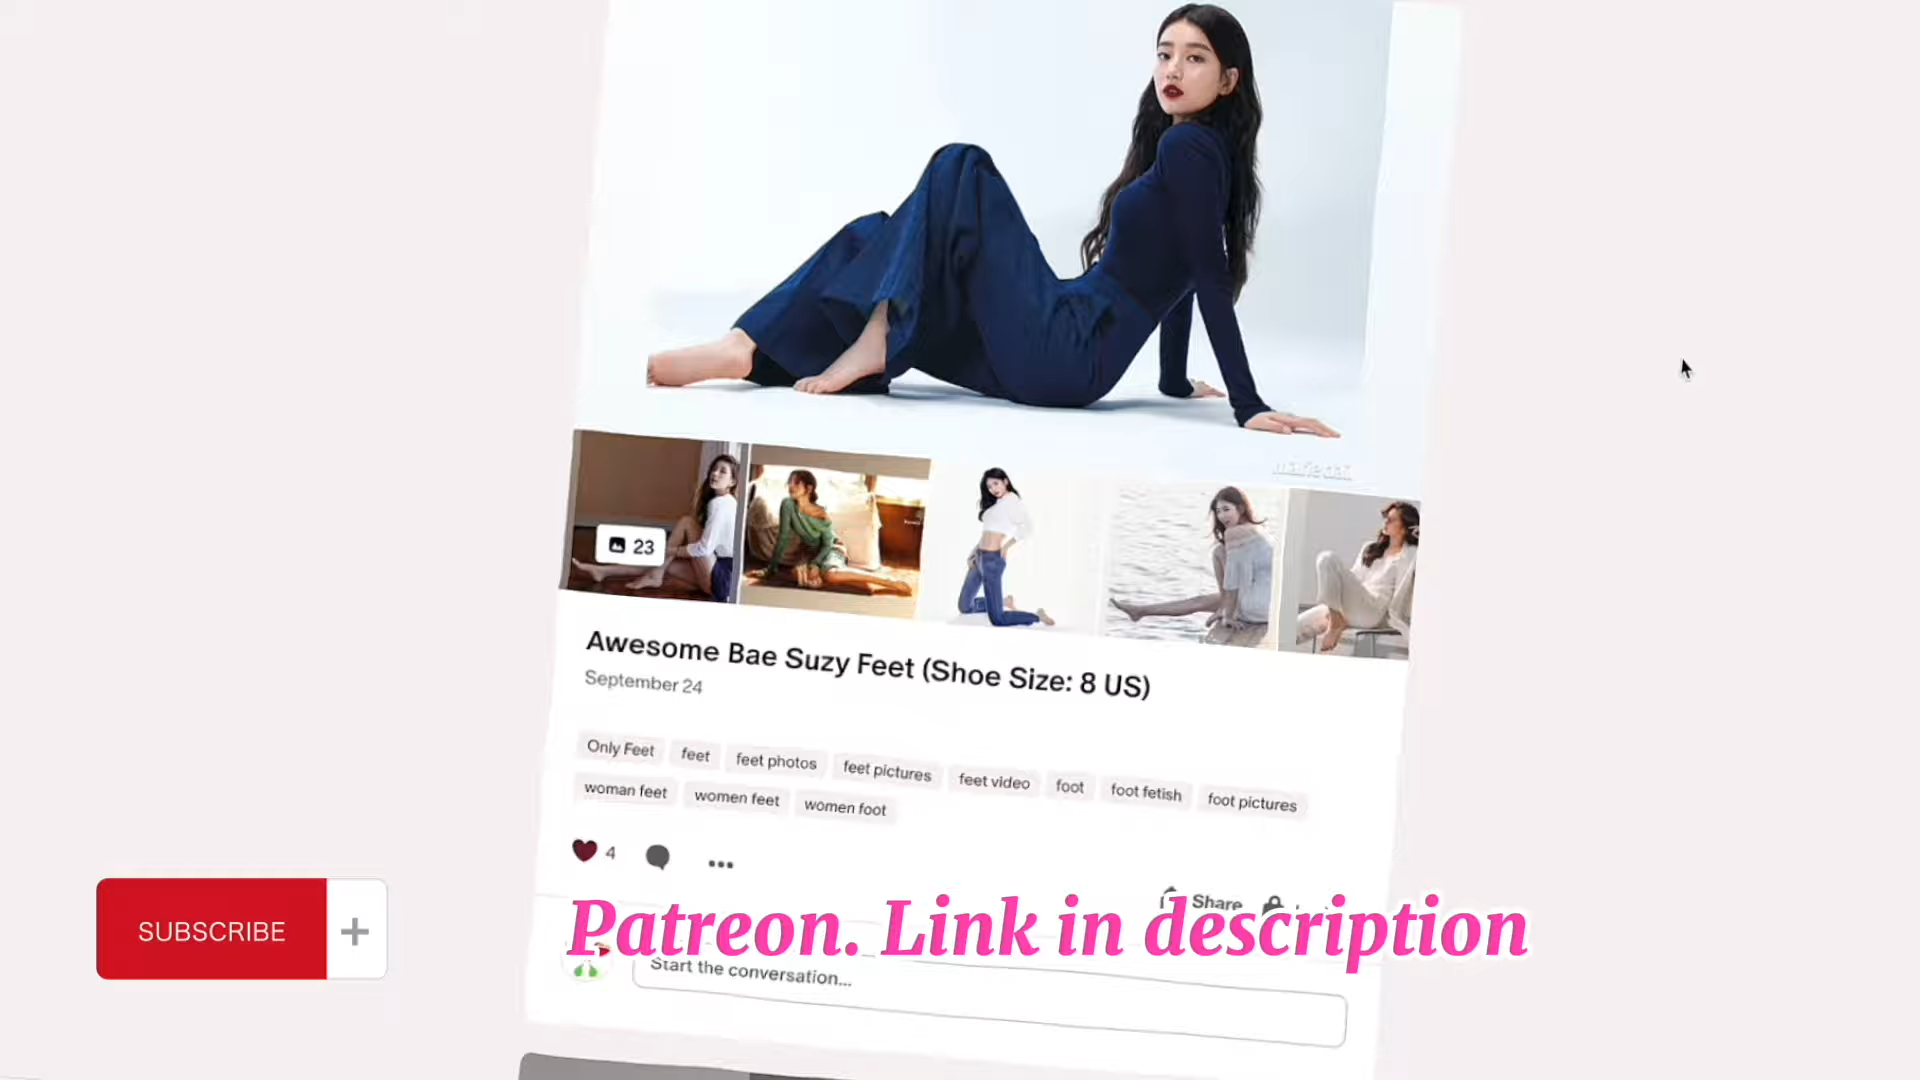 marie claire
23
Awesome Bae Suzy Feet (Shoe Size: 8 US)
September 24
Only Feet
feet
feet photos
feet pictures
feet video
foot
foot fetish
foot pictures
woman feet
women feet
women foot
4
Share
SUBSCRIBE
Patreon. Link in description
Start the conversation...